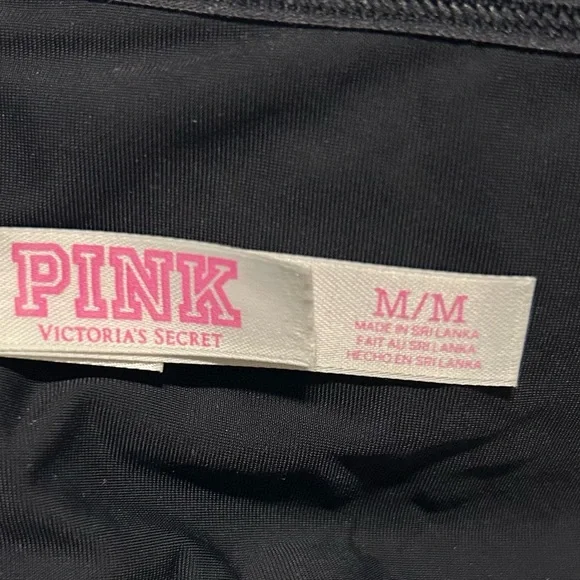 PINK
VICTORIA'S SECRET
M/M
MADE IN SRI LANKA
FAIT AU SRI LANKA
HECHO EN SRI LANKA